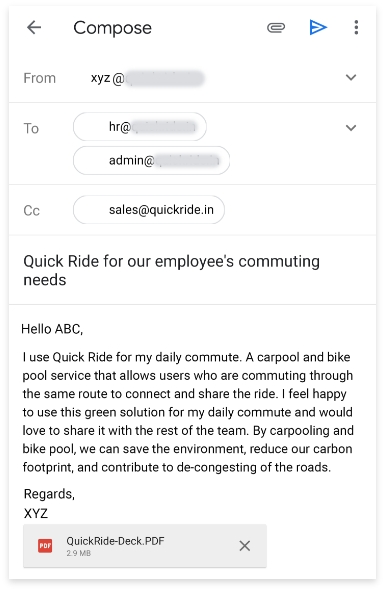 Compose
From xyz@
To hr@
admin@
Cc sales@quickride.in
Quick Ride for our employee's commuting
needs
Hello ABC,
I use Quick Ride for my daily commute. A carpool and bike
pool service that allows users who are commuting through
the same route to connect and share the ride. I feel happy
to use this green solution for my daily commute and would
love to share it with the rest of the team. By carpooling and
bike pool, we can save the environment, reduce our carbon
footprint, and contribute to de-congesting of the roads.
Regards,
XYZ
PDF QuickRide-Deck.PDF
2.9 MB